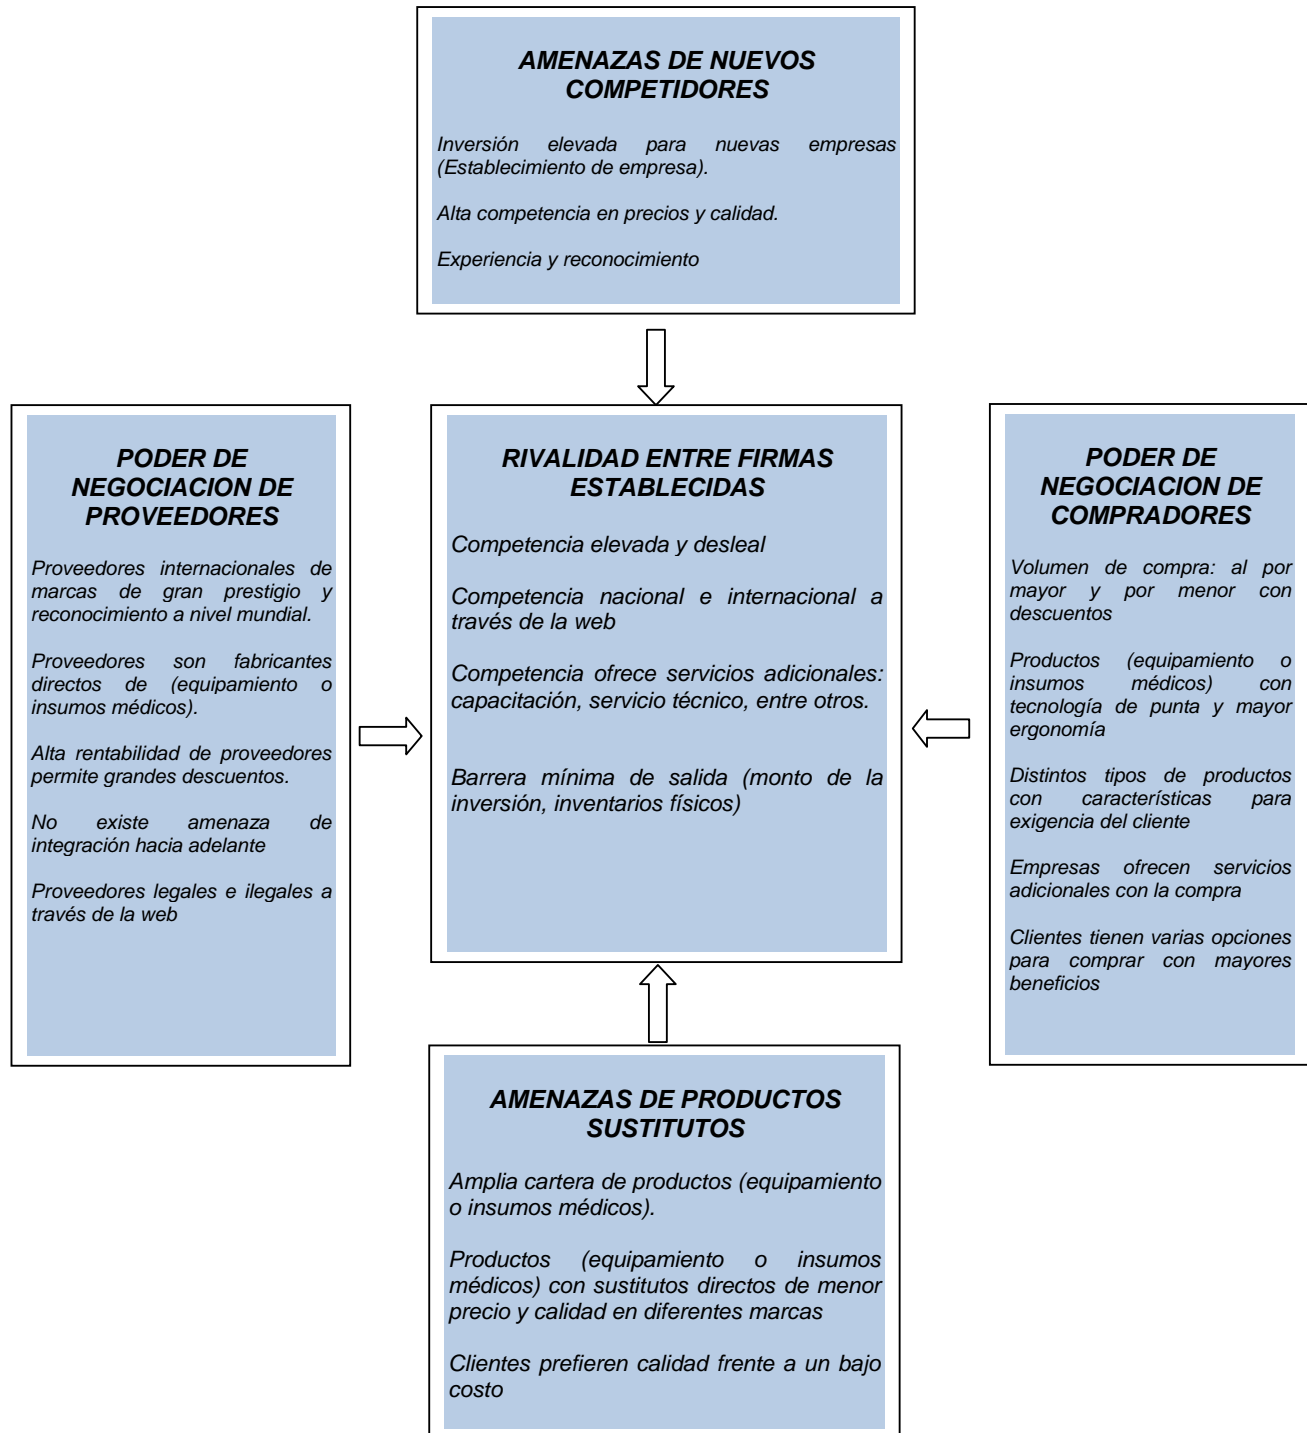 AMENAZAS DE NUEVOS
COMPETIDORES
Inversión elevada para nuevas empresas
(Establecimiento de empresa).
Alta competencia en precios y calidad.
Experiencia y reconocimiento
PODER DE
NEGOCIACION DE
PROVEEDORES
Proveedores internacionales de
marcas de gran prestigio y
reconocimiento a nivel mundial.
Proveedores son fabricantes
directos de (equipamiento o
insumos médicos).
Alta rentabilidad de proveedores
permite grandes descuentos.
No existe amenaza de
integración hacia adelante
Proveedores legales e ilegales a
través de la web
RIVALIDAD ENTRE FIRMAS
ESTABLECIDAS
Competencia elevada y desleal
Competencia nacional e internacional a
través de la web
Competencia ofrece servicios adicionales:
capacitación, servicio técnico, entre otros.
Barrera mínima de salida (monto de la
inversión, inventarios físicos)
PODER DE
NEGOCIACION DE
COMPRADORES
Volumen de compra: al por
mayor y por menor con
descuentos
Productos (equipamiento o
insumos médicos) con
tecnología de punta y mayor
ergonomía
Distintos tipos de productos
con características para
exigencia del cliente
Empresas ofrecen servicios
adicionales con la compra
Clientes tienen varias opciones
para comprar con mayores
beneficios
AMENAZAS DE PRODUCTOS
SUSTITUTOS
Amplia cartera de productos (equipamiento
o insumos médicos).
Productos (equipamiento o insumos
médicos) con sustitutos directos de menor
precio y calidad en diferentes marcas
Clientes prefieren calidad frente a un bajo
costo